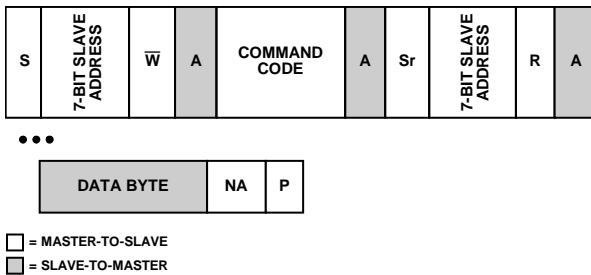 S 7-BIT SLAVE ADDRESS W̅ A COMMAND CODE A Sr 7-BIT SLAVE ADDRESS R A
•••
DATA BYTE NA P
= MASTER-TO-SLAVE
= SLAVE-TO-MASTER